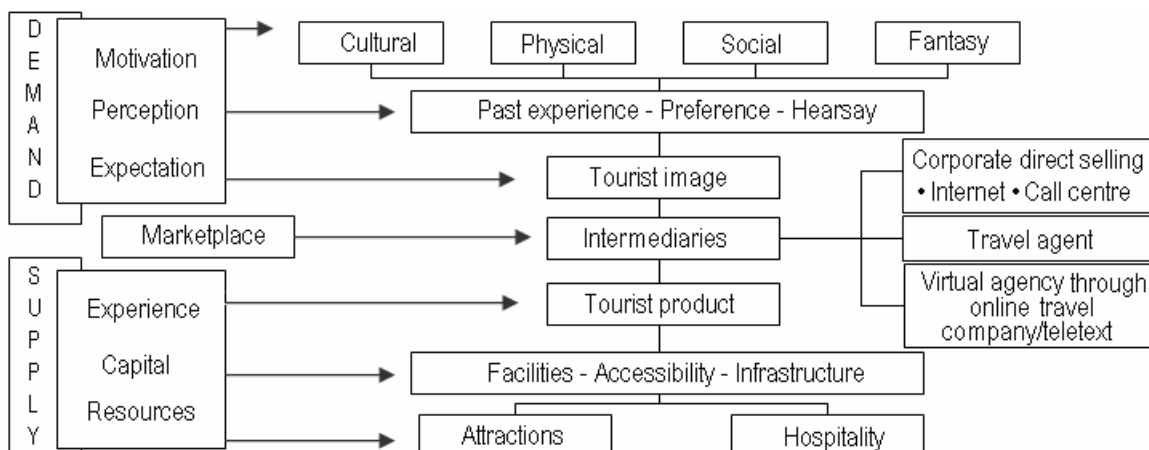 DEMAND
Motivation
Perception
Expectation
Cultural
Physical
Social
Fantasy
Past experience - Preference - Hearsay
Tourist image
Marketplace
Intermediaries
Corporate direct selling
• Internet • Call centre
Travel agent
Virtual agency through
online travel
company/teletext
SUPPLY
Experience
Capital
Resources
Tourist product
Facilities - Accessibility - Infrastructure
Attractions
Hospitality